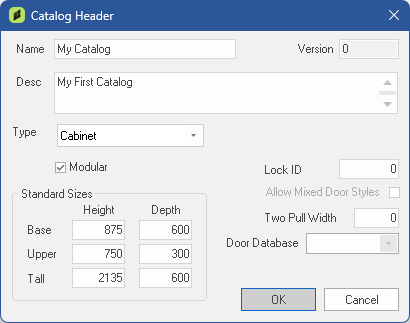 Catalog Header
Name My Catalog Version 0
Desc My First Catalog
Type Cabinet
Modular
Lock ID 0
Allow Mixed Door Styles
Standard Sizes
Height Depth
Two Pull Width 0
Base 875 600
Door Database
Upper 750 300
Tall 2135 600
OK Cancel